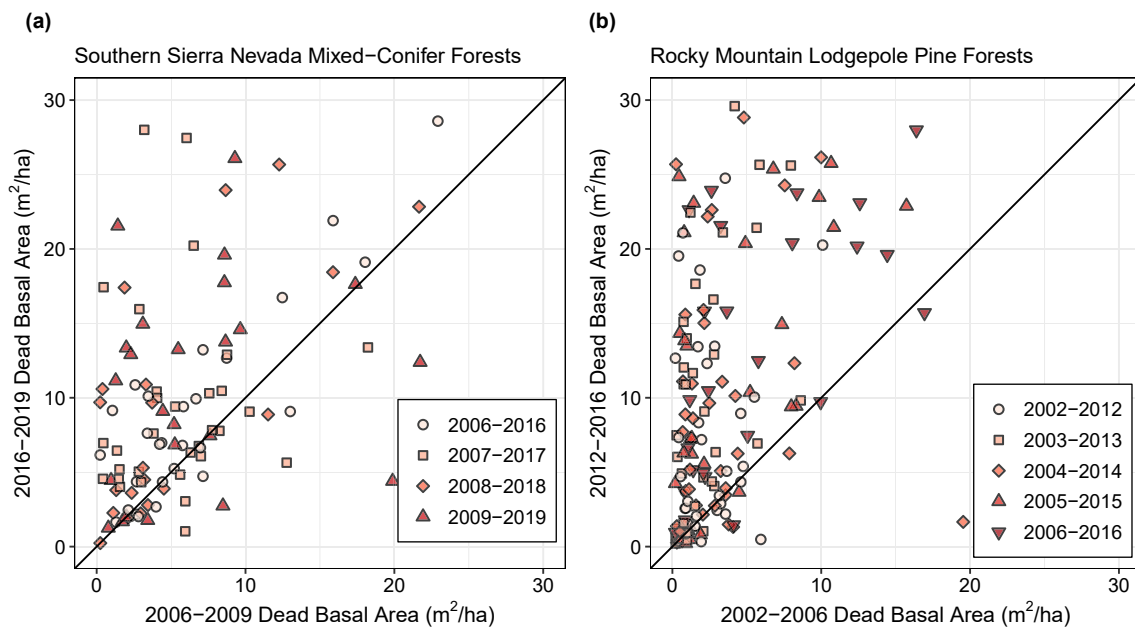 (a)
Southern Sierra Nevada Mixed−Conifer Forests
2016−2019 Dead Basal Area (m²/ha)
30
20
10
0
2006−2016
2007−2017
2008−2018
2009−2019
0 10 20 30
2006−2009 Dead Basal Area (m²/ha)
(b)
Rocky Mountain Lodgepole Pine Forests
2012−2016 Dead Basal Area (m²/ha)
30
20
10
0
2002−2012
2003−2013
2004−2014
2005−2015
2006−2016
0 10 20 30
2002−2006 Dead Basal Area (m²/ha)